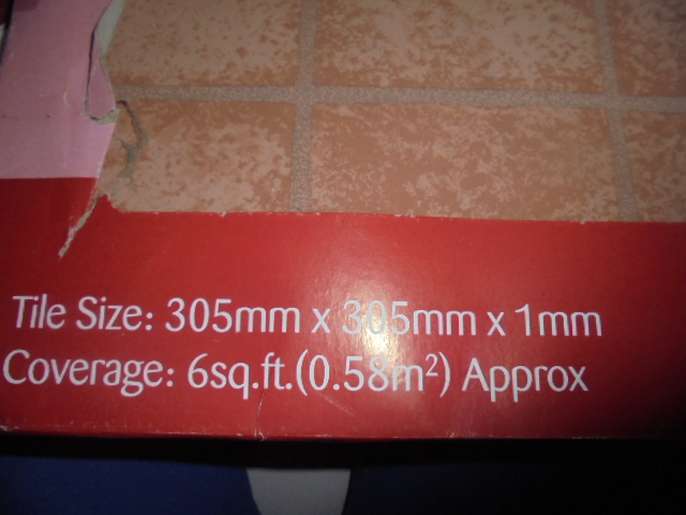 Tile Size: 305mm x 305mm x 1mm
Coverage: 6sq.ft.(0.58m²) Approx